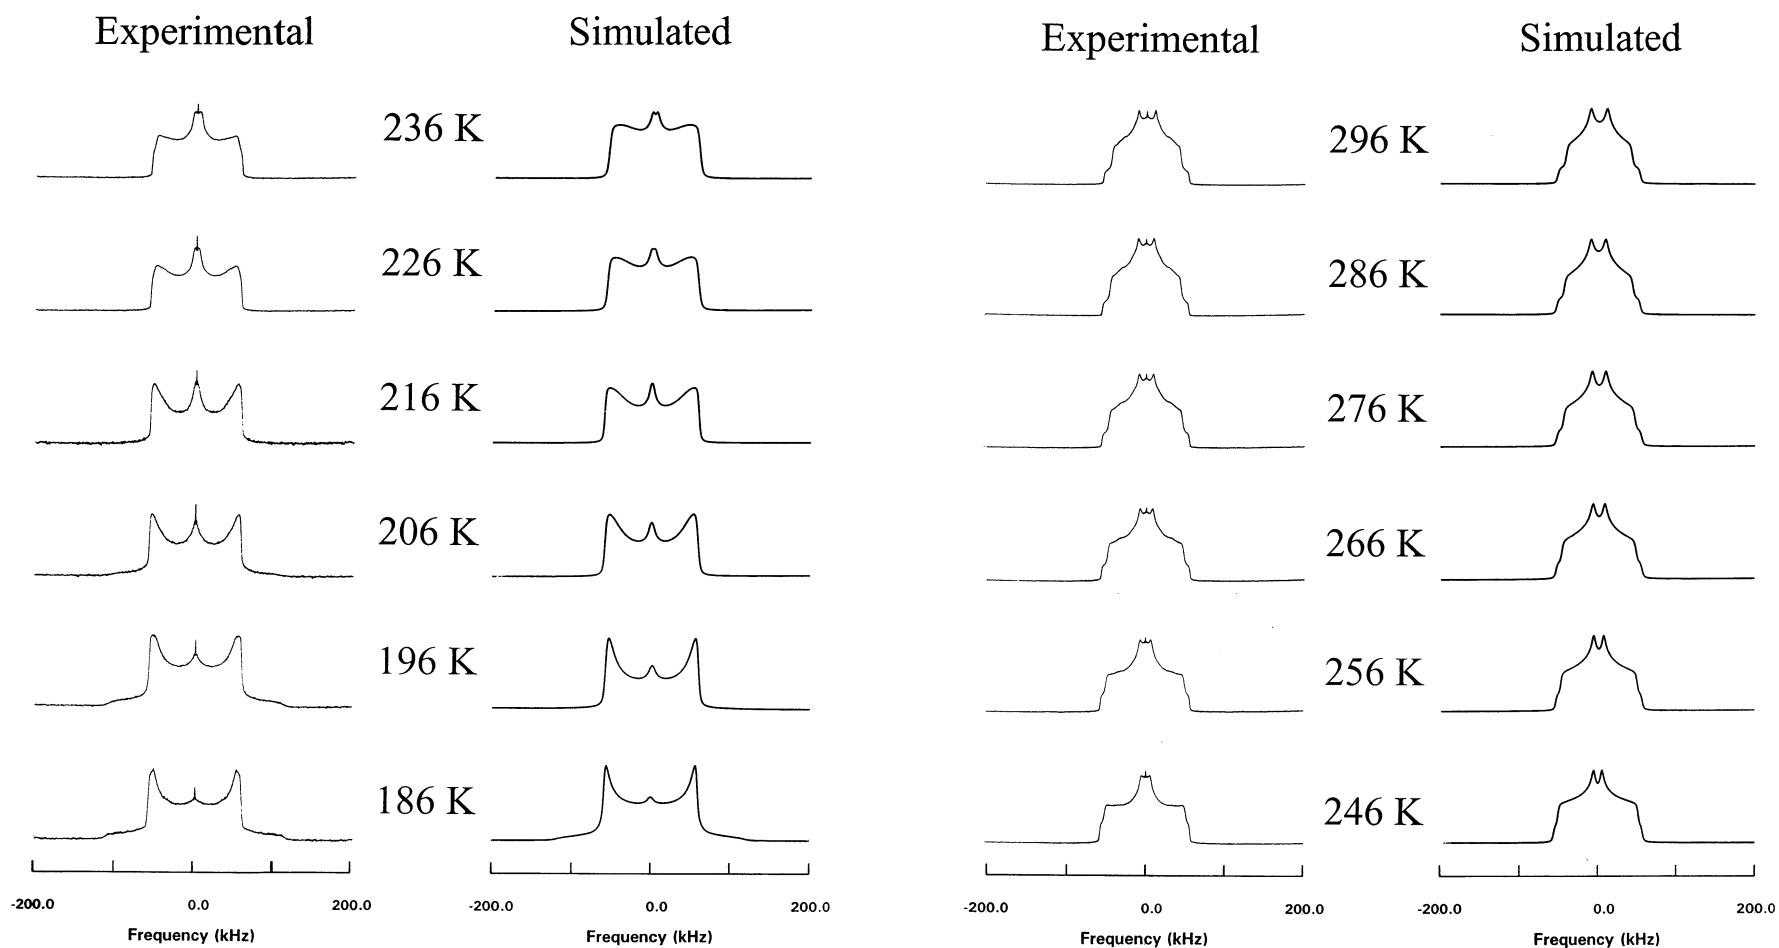 Experimental Simulated Experimental Simulated
236 K 296 K
226 K 286 K
216 K 276 K
206 K 266 K
196 K 256 K
186 K 246 K
-200.0 0.0 200.0 -200.0 0.0 200.0 -200.0 0.0 200.0 -200.0 0.0 200.0
Frequency (kHz) Frequency (kHz) Frequency (kHz) Frequency (kHz)